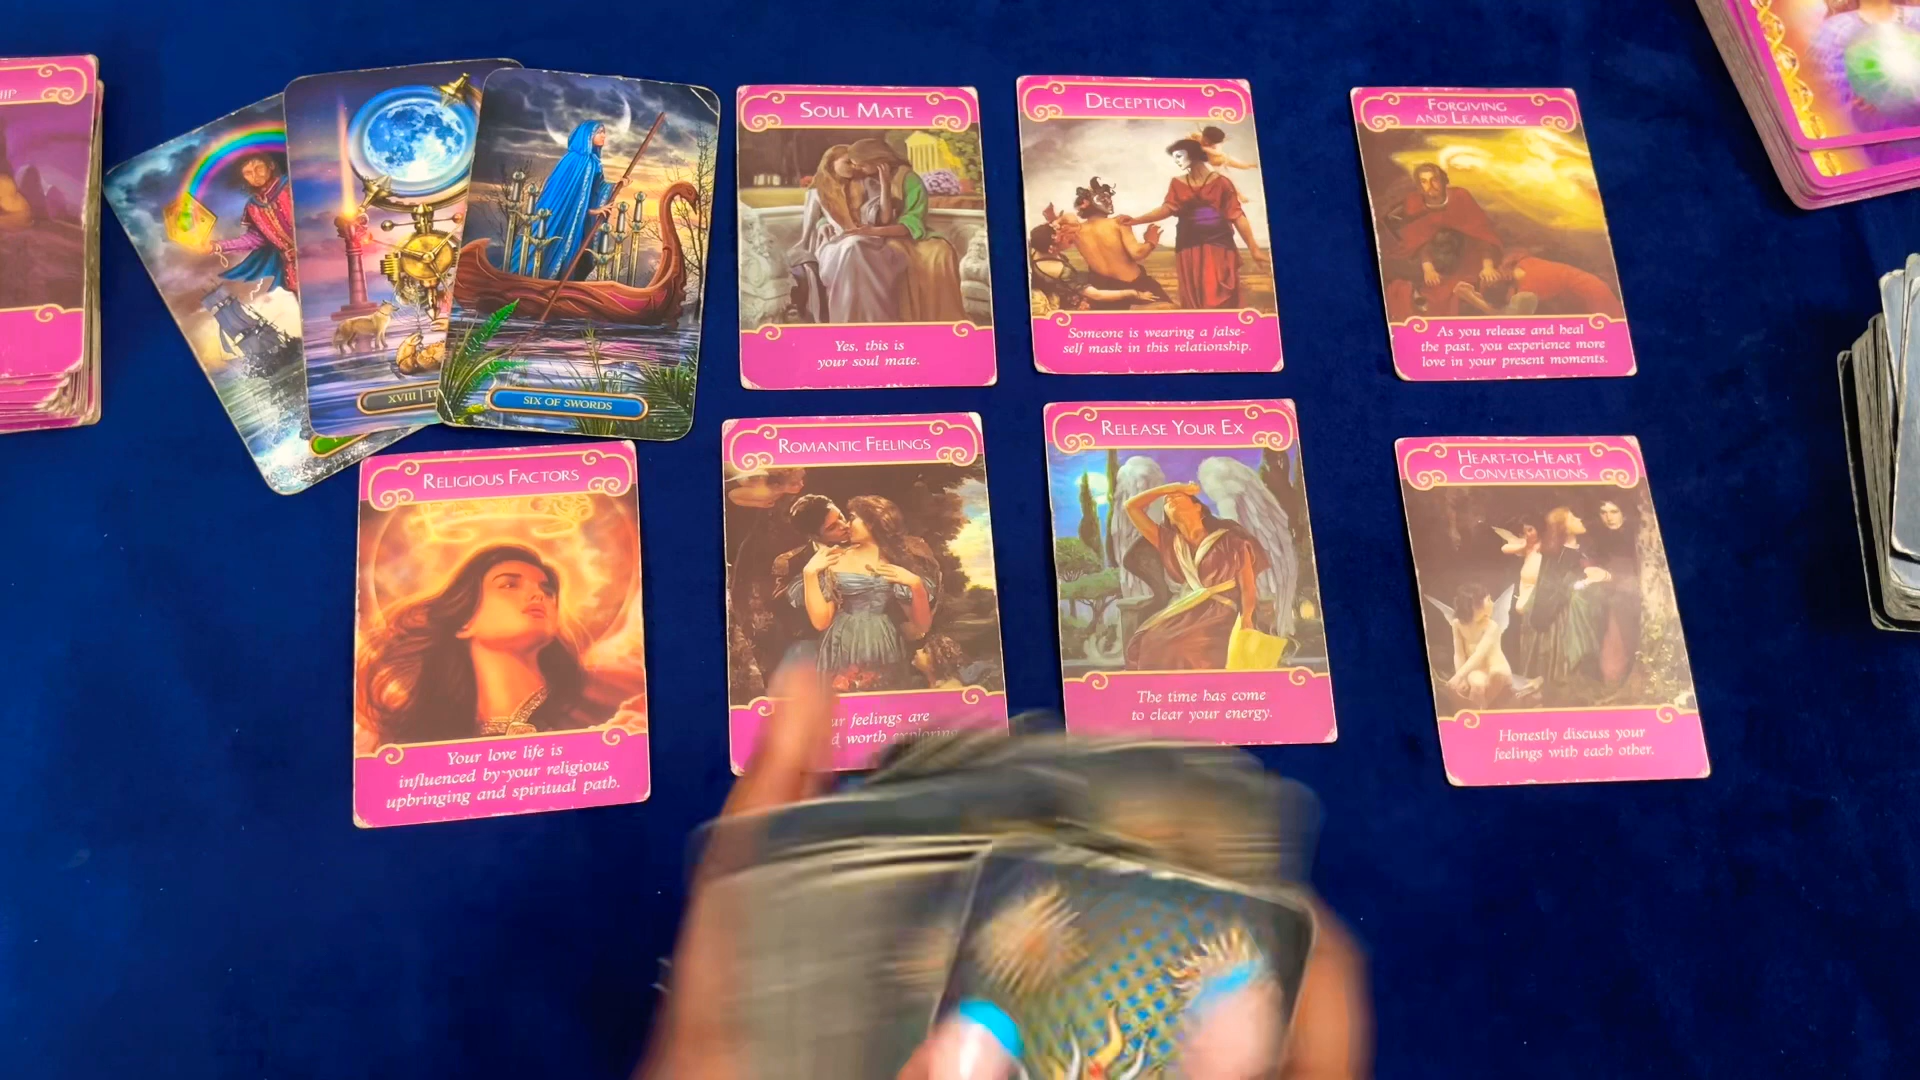 XVIII
SIX OF SWORDS
SOUL MATE
Yes, this is
your soul mate.
DECEPTION
Someone is wearing a false-
self mask in this relationship.
FORGIVING
AND LEARNING
As you release and heal
the past, you experience more
love in your present moments.
RELIGIOUS FACTORS
Your love life is
influenced by your religious
upbringing and spiritual path.
ROMANTIC FEELINGS
feelings are
worth exploring
RELEASE YOUR EX
The time has come
to clear your energy.
HEART-TO-HEART
CONVERSATIONS
Honestly discuss your
feelings with each other.